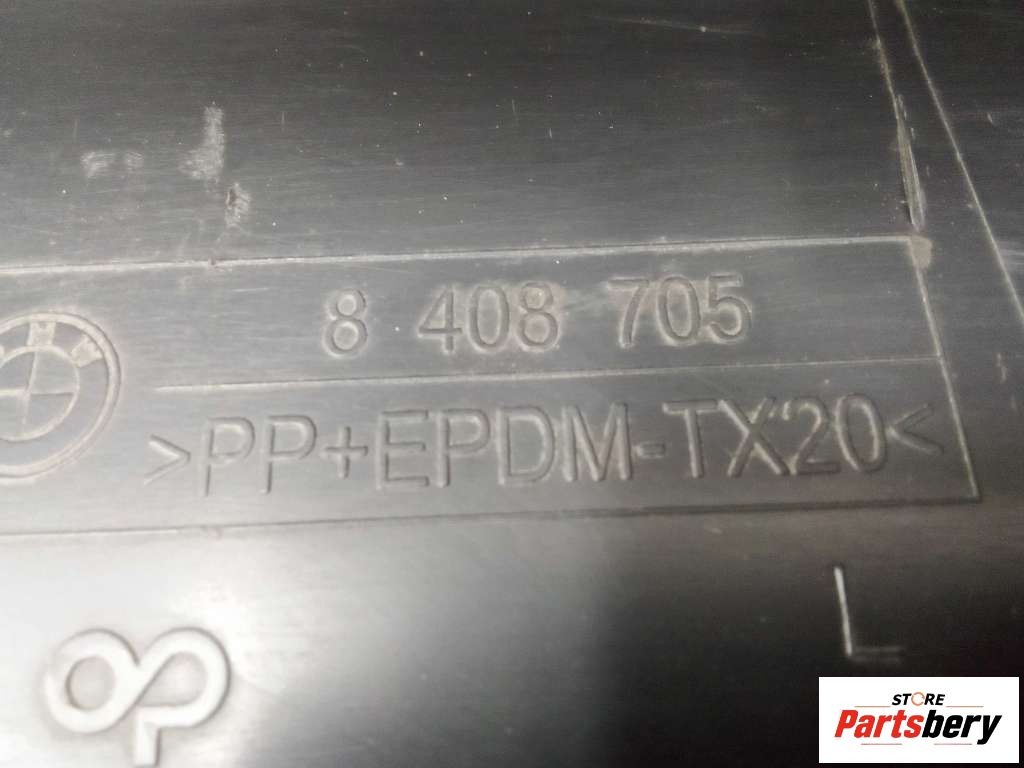 8 408 705
>PP+EPDM-TX20<
L
STORE
Partsbery